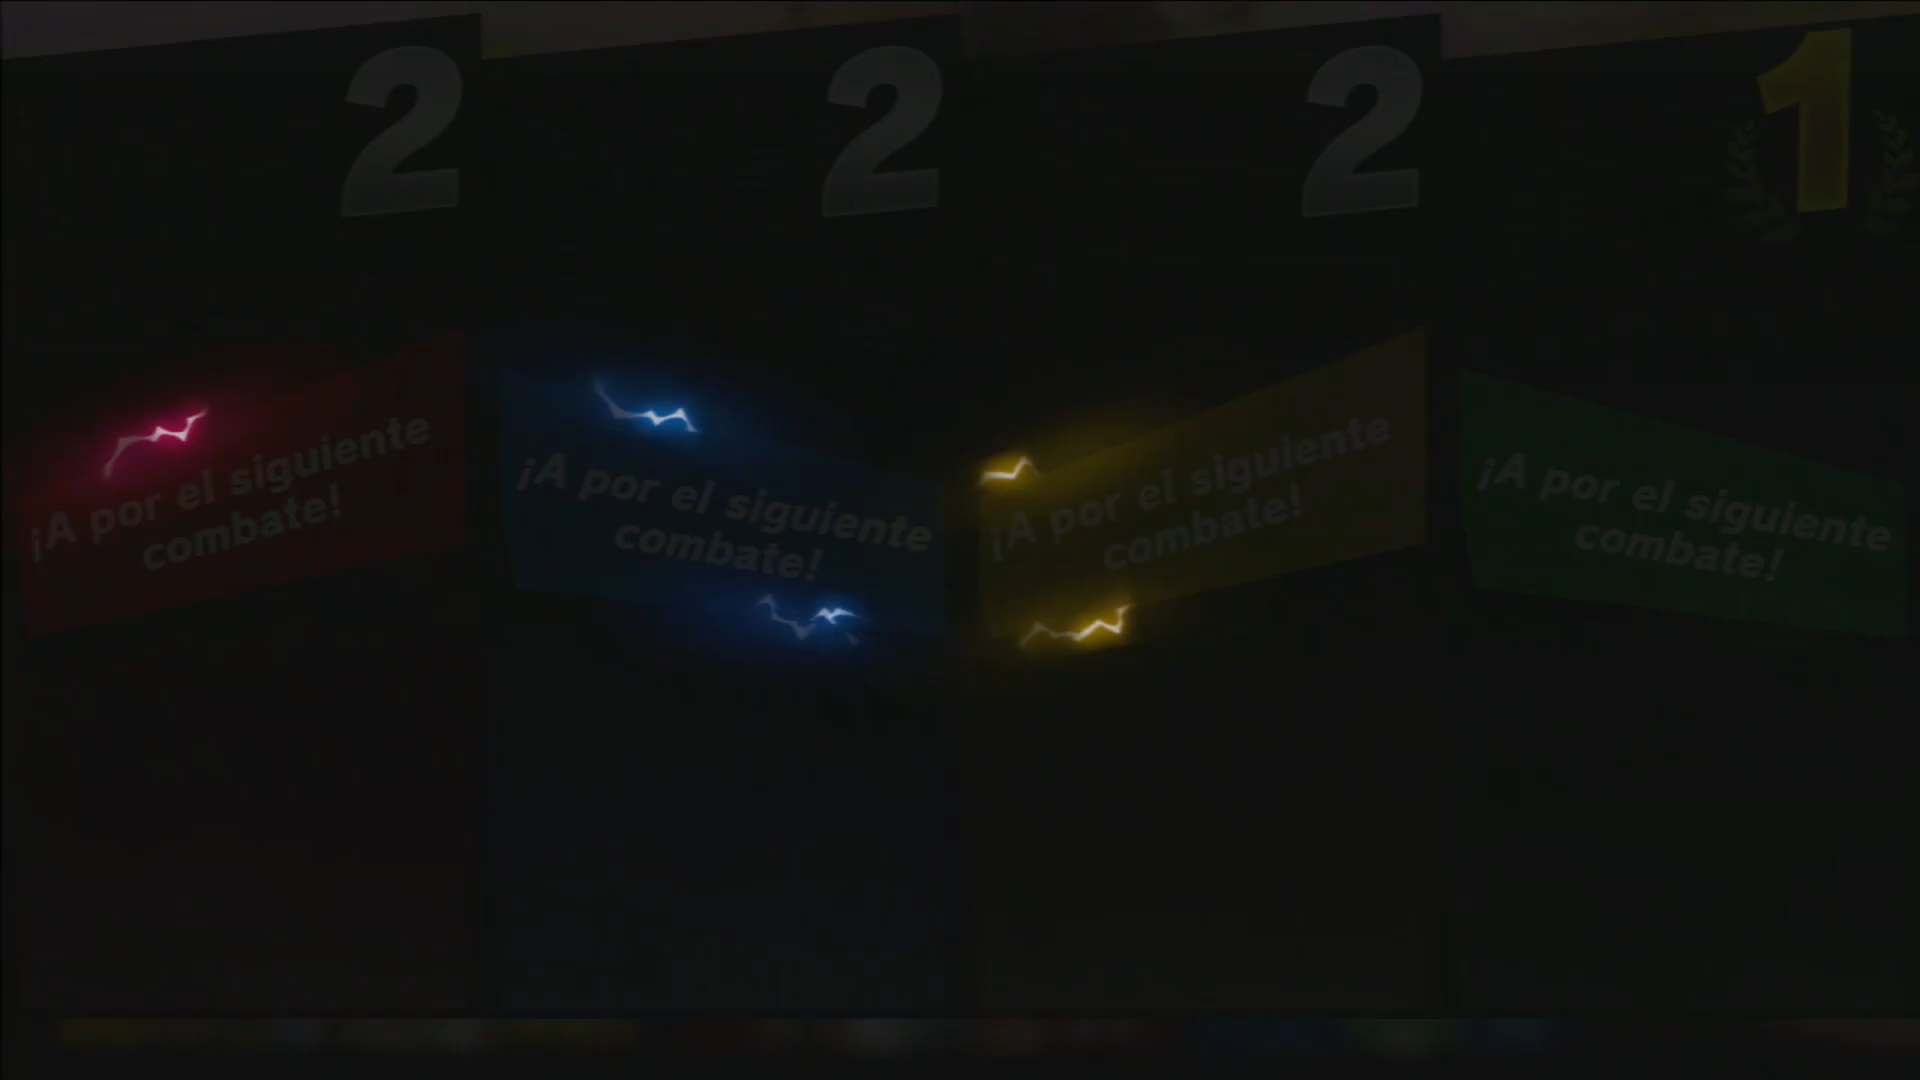 2
2
2
1
¡A por el siguiente
combate!
¡A por el siguiente
combate!
¡A por el siguiente
combate!
¡A por el siguiente
combate!